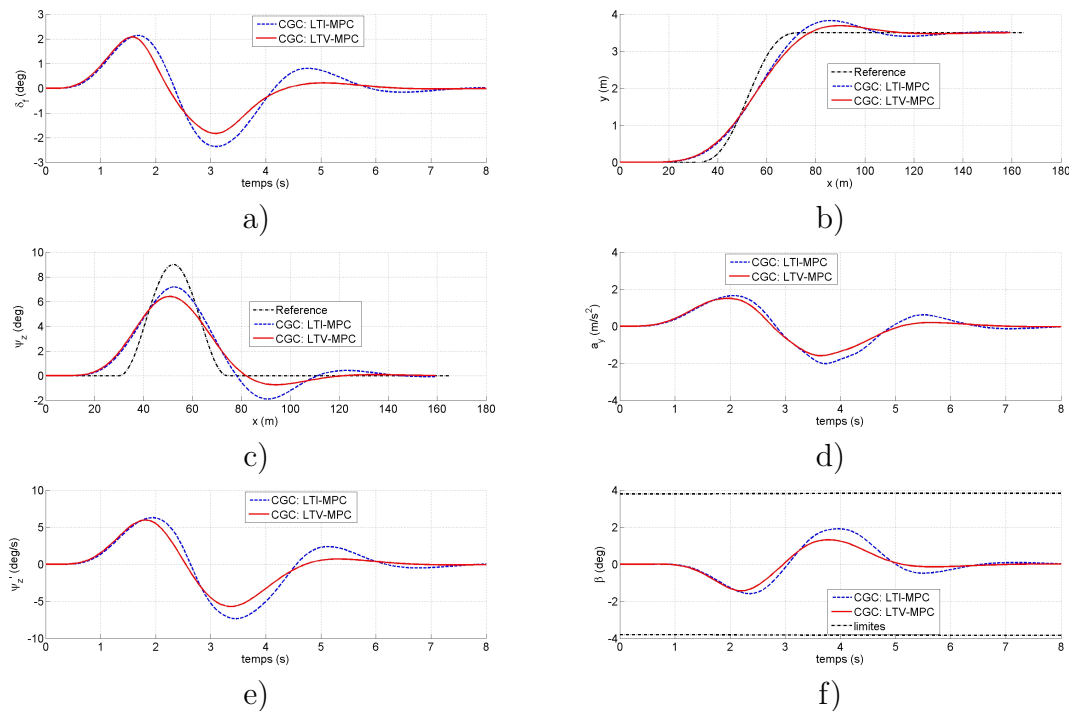 3
2
1
0
-1
-2
-3
δf (deg)
CGC: LTI-MPC
CGC: LTV-MPC
0 1 2 3 4 5 6 7 8
temps (s)
a)
4
3
2
1
0
y (m)
Reference
CGC: LTI-MPC
CGC: LTV-MPC
0 20 40 60 80 100 120 140 160 180
x (m)
b)
10
8
6
4
2
0
-2
ψz (deg)
Reference
CGC: LTI-MPC
CGC: LTV-MPC
0 20 40 60 80 100 120 140 160 180
x (m)
c)
4
2
0
-2
-4
ay (m/s²)
CGC: LTI-MPC
CGC: LTV-MPC
0 1 2 3 4 5 6 7 8
temps (s)
d)
10
5
0
-5
-10
ψz' (deg/s)
CGC: LTI-MPC
CGC: LTV-MPC
0 1 2 3 4 5 6 7 8
temps (s)
e)
4
2
0
-2
-4
β (deg)
CGC: LTI-MPC
CGC: LTV-MPC
limites
0 1 2 3 4 5 6 7 8
temps (s)
f)